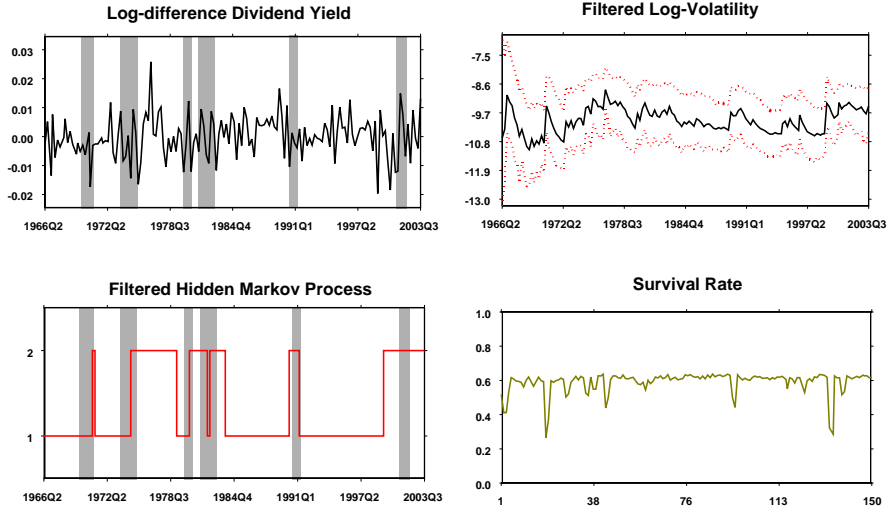 Log-difference Dividend Yield
0.03
0.02
0.01
0.00
-0.01
-0.02
1966Q2 1972Q2 1978Q3 1984Q4 1991Q1 1997Q2 2003Q3
Filtered Log-Volatility
-7.5
-8.6
-9.7
-10.8
-11.9
-13.0
1966Q2 1972Q2 1978Q3 1984Q4 1991Q1 1997Q2 2003Q3
Filtered Hidden Markov Process
2
1
1966Q2 1972Q2 1978Q3 1984Q4 1991Q1 1997Q2 2003Q3
Survival Rate
1.0
0.8
0.6
0.4
0.2
0.0
1 38 76 113 150